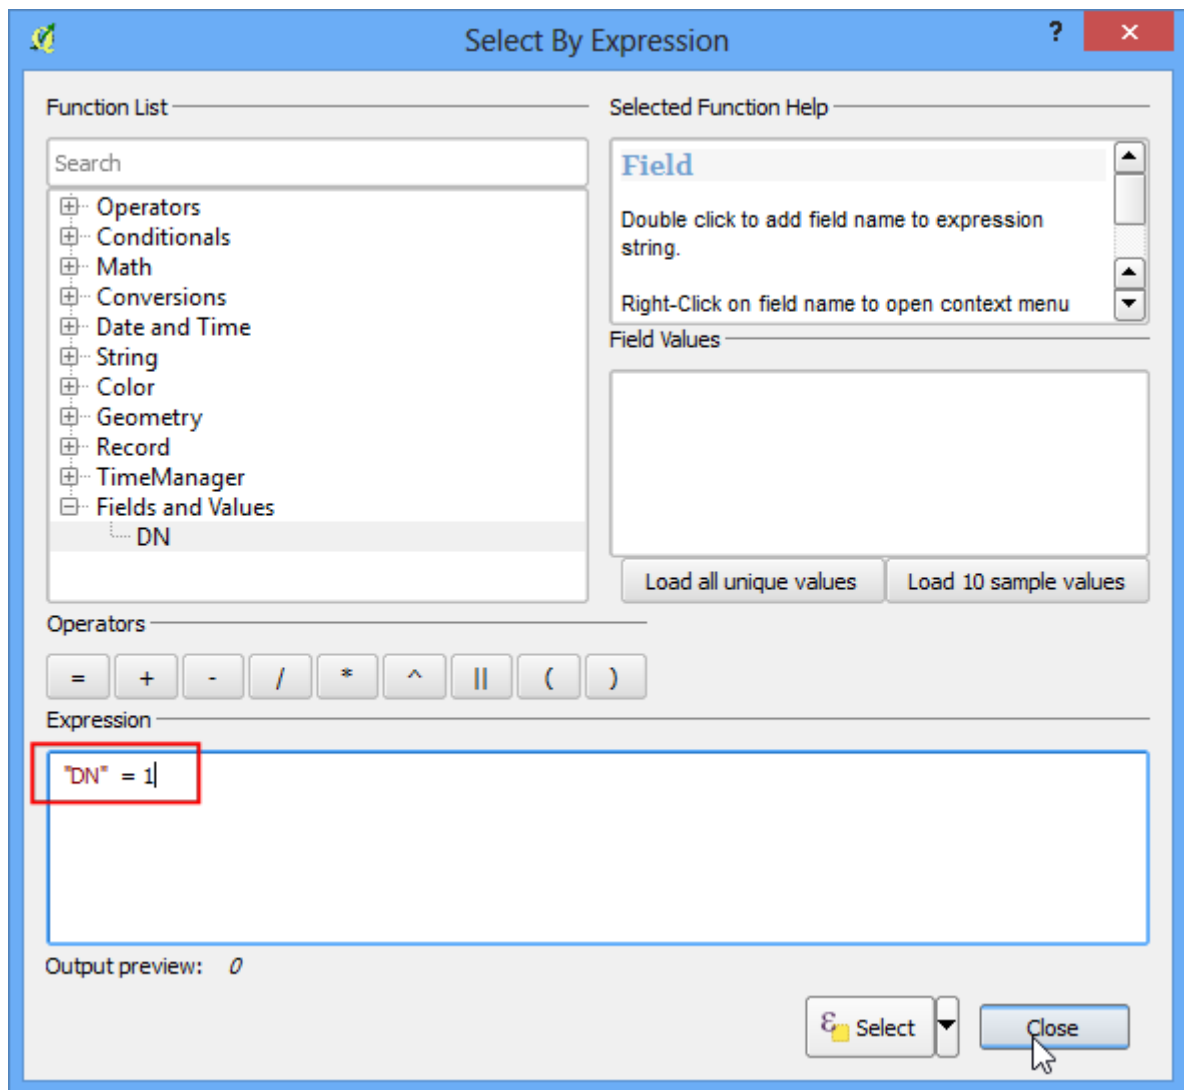 Select By Expression
?
×
Function List
Search
Operators
Conditionals
Math
Conversions
Date and Time
String
Color
Geometry
Record
TimeManager
Fields and Values
DN
Selected Function Help
Field
Double click to add field name to expression
string.
Right-Click on field name to open context menu
Field Values
Load all unique values Load 10 sample values
Operators
= + - / * ^ || ( )
Expression
"DN" = 1
Output preview: 0
ε Select Close